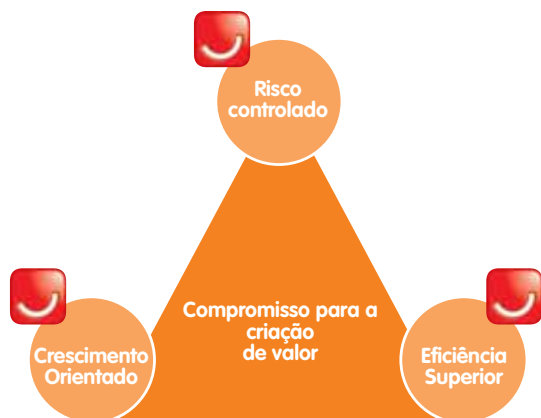 Risco
controlado
Compromisso para a
criação
de valor
Crescimento
Orientado
Eficiência
Superior